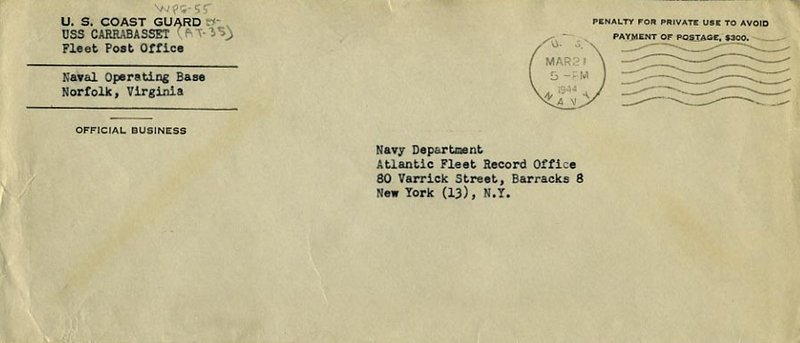 WPG-55
U. S. COAST GUARD ex-
USS CARRABASSET (AT-35)
Fleet Post Office
Naval Operating Base
Norfolk, Virginia
OFFICIAL BUSINESS
PENALTY FOR PRIVATE USE TO AVOID
PAYMENT OF POSTAGE, $300.
U. S.
MAR 21
5-PM
1944
NAVY
Navy Department
Atlantic Fleet Record Office
80 Varrick Street, Barracks 8
New York (13), N.Y.